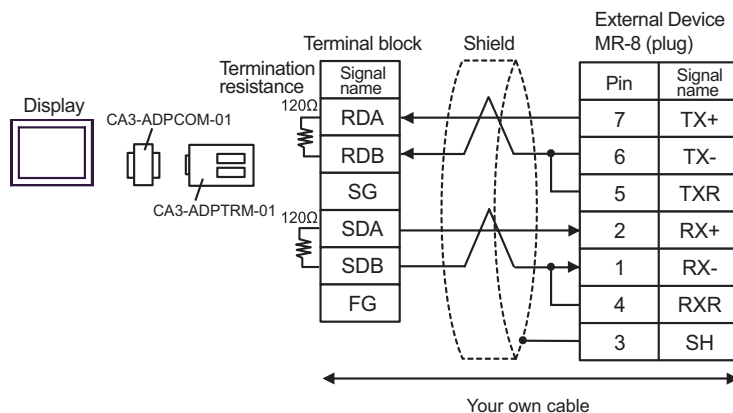 External Device
MR-8 (plug)
Terminal block
Shield
Termination
resistance
Signal
name
Pin
Signal
name
Display
CA3-ADPCOM-01
120Ω
RDA
7
TX+
RDB
6
TX-
SG
5
TXR
CA3-ADPTRM-01
120Ω
SDA
2
RX+
SDB
1
RX-
FG
4
RXR
3
SH
Your own cable